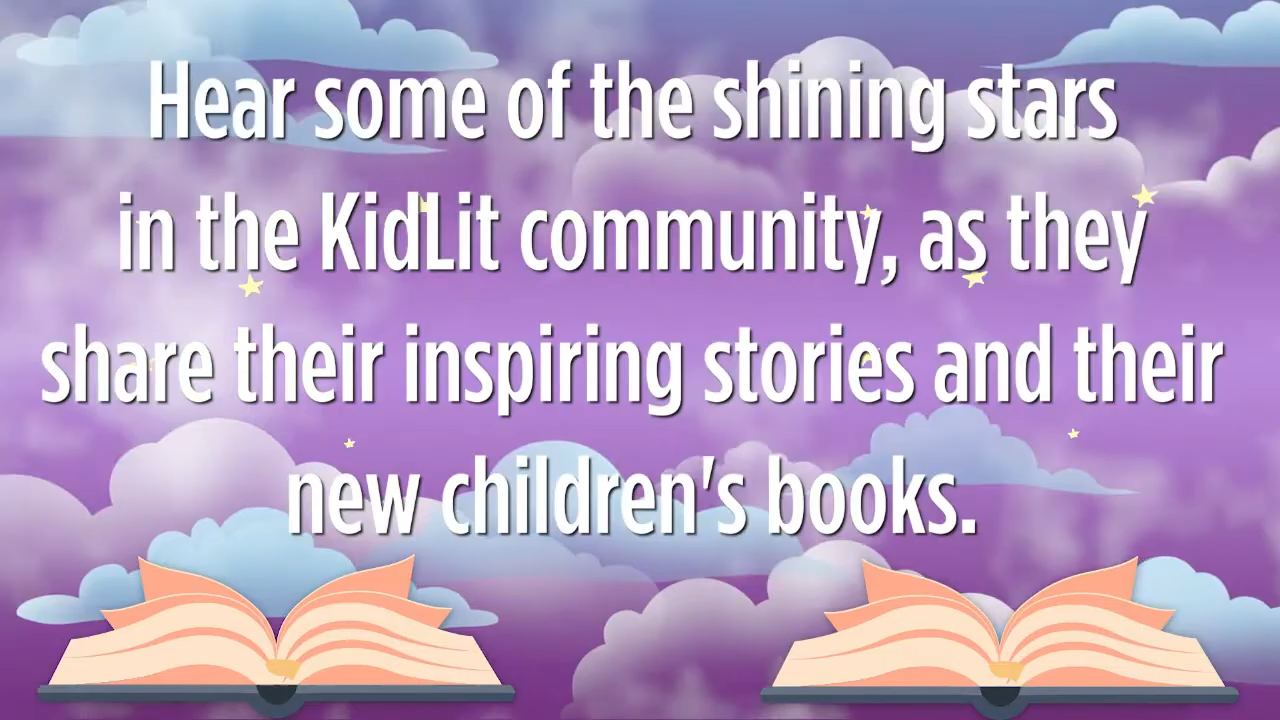 Hear some of the shining stars
in the KidLit community, as they
share their inspiring stories and their
new children's books.